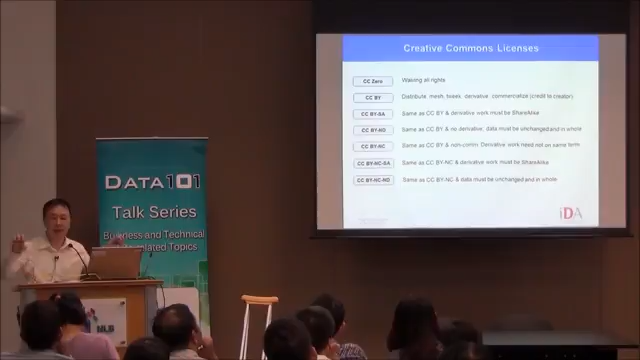 Creative Commons Licenses
CC Zero Waiving all rights
CC BY Distribute, mesh, tweek, derivative, commercialize (credit to creator)
CC BY-SA Same as CC BY & derivative work must be ShareAlike
CC BY-ND Same as CC BY & no derivative; data must be unchanged and in whole
CC BY-NC Same as CC BY & non-comm. Derivative work need not on same term
CC BY-NC-SA Same as CC BY-NC & derivative work must be ShareAlike
CC BY-NC-ND Same as CC BY-NC & data must be unchanged and in whole
iDA
DATA101
Talk Series
Business and Technical
Related Topics
NLB